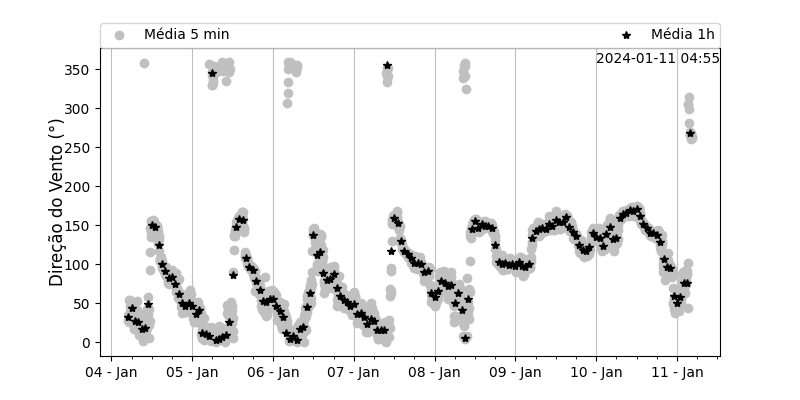 Média 5 min
Média 1h
2024-01-11 04:55
Direção do Vento (°)
350
300
250
200
150
100
50
0
04 - Jan
05 - Jan
06 - Jan
07 - Jan
08 - Jan
09 - Jan
10 - Jan
11 - Jan